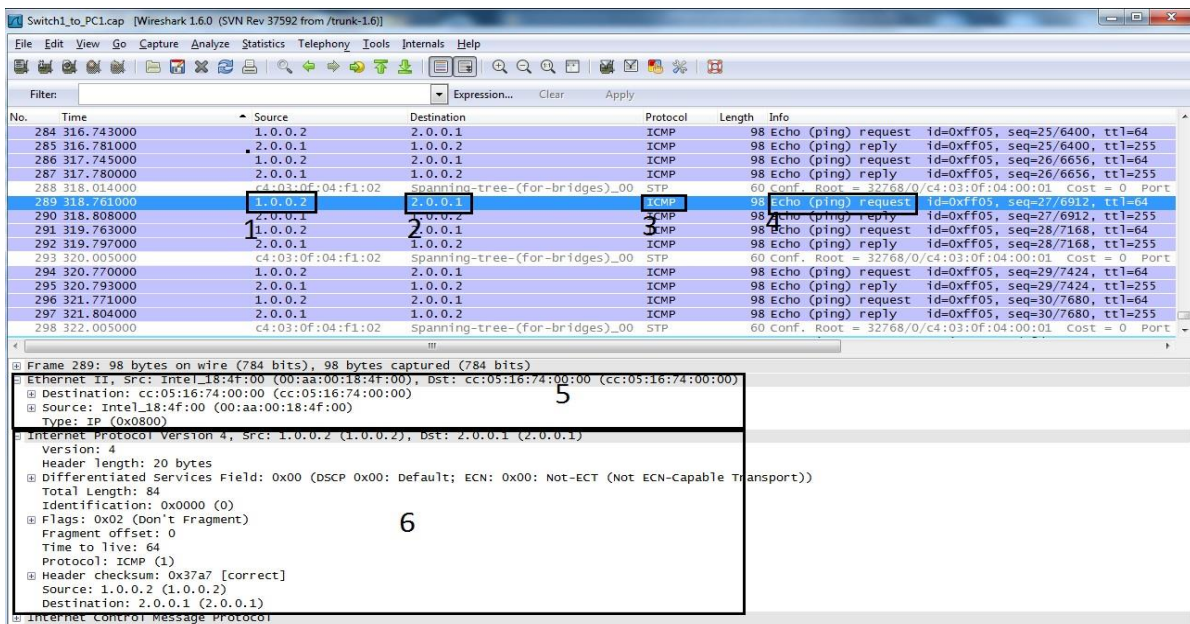 Switch1_to_PC1.cap [Wireshark 1.6.0 (SVN Rev 37592 from /trunk-1.6)]
File Edit View Go Capture Analyze Statistics Telephony Tools Internals Help
Filter: Expression... Clear Apply
No. Time Source Destination Protocol Length Info
284 316.743000 1.0.0.2 2.0.0.1 ICMP 98 Echo (ping) request id=0xff05, seq=25/6400, ttl=64
285 316.781000 2.0.0.1 1.0.0.2 ICMP 98 Echo (ping) reply id=0xff05, seq=25/6400, ttl=255
286 317.745000 1.0.0.2 2.0.0.1 ICMP 98 Echo (ping) request id=0xff05, seq=26/6656, ttl=64
287 317.780000 2.0.0.1 1.0.0.2 ICMP 98 Echo (ping) reply id=0xff05, seq=26/6656, ttl=255
288 318.014000 c4:03:0f:04:f1:02 Spanning-tree-(for-bridges)_00 STP 60 Conf. Root = 32768/0/c4:03:0f:04:00:01 Cost = 0 Port
289 318.761000 1.0.0.2 2.0.0.1 ICMP 98 Echo (ping) request id=0xff05, seq=27/6912, ttl=64
290 318.808000 2.0.0.1 1.0.0.2 ICMP 98 Echo (ping) reply id=0xff05, seq=27/6912, ttl=255
1 2 3 4
291 319.763000 1.0.0.2 2.0.0.1 ICMP 98 Echo (ping) request id=0xff05, seq=28/7168, ttl=64
292 319.797000 2.0.0.1 1.0.0.2 ICMP 98 Echo (ping) reply id=0xff05, seq=28/7168, ttl=255
293 320.005000 c4:03:0f:04:f1:02 Spanning-tree-(for-bridges)_00 STP 60 Conf. Root = 32768/0/c4:03:0f:04:00:01 Cost = 0 Port
294 320.770000 1.0.0.2 2.0.0.1 ICMP 98 Echo (ping) request id=0xff05, seq=29/7424, ttl=64
295 320.793000 2.0.0.1 1.0.0.2 ICMP 98 Echo (ping) reply id=0xff05, seq=29/7424, ttl=255
296 321.771000 1.0.0.2 2.0.0.1 ICMP 98 Echo (ping) request id=0xff05, seq=30/7680, ttl=64
297 321.804000 2.0.0.1 1.0.0.2 ICMP 98 Echo (ping) reply id=0xff05, seq=30/7680, ttl=255
298 322.005000 c4:03:0f:04:f1:02 Spanning-tree-(for-bridges)_00 STP 60 Conf. Root = 32768/0/c4:03:0f:04:00:01 Cost = 0 Port
Frame 289: 98 bytes on wire (784 bits), 98 bytes captured (784 bits)
Ethernet II, Src: Intel_18:4f:00 (00:aa:00:18:4f:00), Dst: cc:05:16:74:00:00 (cc:05:16:74:00:00)
Destination: cc:05:16:74:00:00 (cc:05:16:74:00:00)
5
Source: Intel_18:4f:00 (00:aa:00:18:4f:00)
Type: IP (0x0800)
Internet Protocol Version 4, Src: 1.0.0.2 (1.0.0.2), Dst: 2.0.0.1 (2.0.0.1)
Version: 4
Header length: 20 bytes
Differentiated Services Field: 0x00 (DSCP 0x00: Default; ECN: 0x00: Not-ECT (Not ECN-Capable Transport))
Total Length: 84
Identification: 0x0000 (0)
Flags: 0x02 (Don't Fragment)
6
Fragment offset: 0
Time to live: 64
Protocol: ICMP (1)
Header checksum: 0x37a7 [correct]
Source: 1.0.0.2 (1.0.0.2)
Destination: 2.0.0.1 (2.0.0.1)
Internet Control Message Protocol